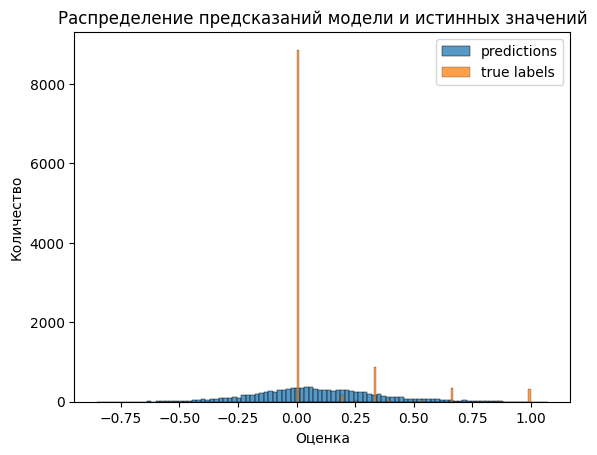 Распределение предсказаний модели и истинных значений
predictions
true labels
8000
6000
4000
2000
0
Количество
−0.75 −0.50 −0.25 0.00 0.25 0.50 0.75 1.00
Оценка